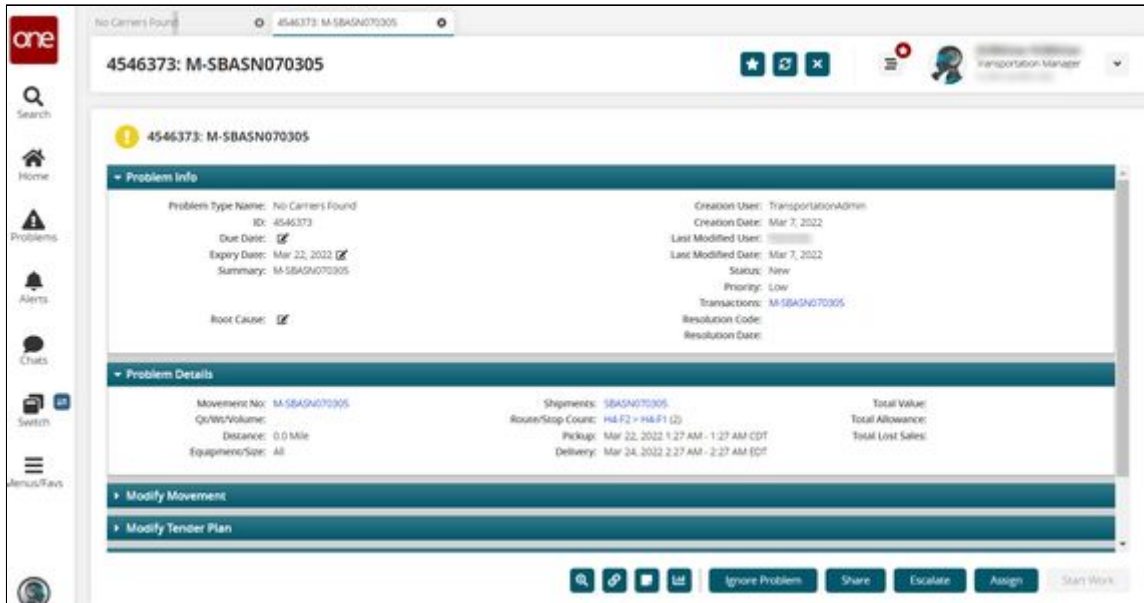 No Carriers Found
4546373: M-SBASN070305
one
4546373: M-SBASN070305
Transportation Manager
Search
Home
Problems
Alerts
Chats
Switch
Menus/Favs
4546373: M-SBASN070305
Problem Info
Problem Type Name: No Carriers Found
ID: 4546373
Due Date:
Expiry Date: Mar 22, 2022
Summary: M-SBASN070305
Root Cause:
Creation User: TransportationAdmin
Creation Date: Mar 7, 2022
Last Modified User:
Last Modified Date: Mar 7, 2022
Status: New
Priority: Low
Transactions: M-SBASN070305
Resolution Code:
Resolution Date:
Problem Details
Movement No: M-SBASN070305
Qt/Wt/Volume:
Distance: 0.0 Mile
Equipment/Size: All
Shipments: SBASN070305
Route/Stop Count: H4-F2 > H4-F1 (2)
Pickup: Mar 22, 2022 1:27 AM - 1:27 AM CDT
Delivery: Mar 24, 2022 2:27 AM - 2:27 AM EDT
Total Value:
Total Allowance:
Total Lost Sales:
Modify Movement
Modify Tender Plan
Ignore Problem
Share
Escalate
Assign
Start Work